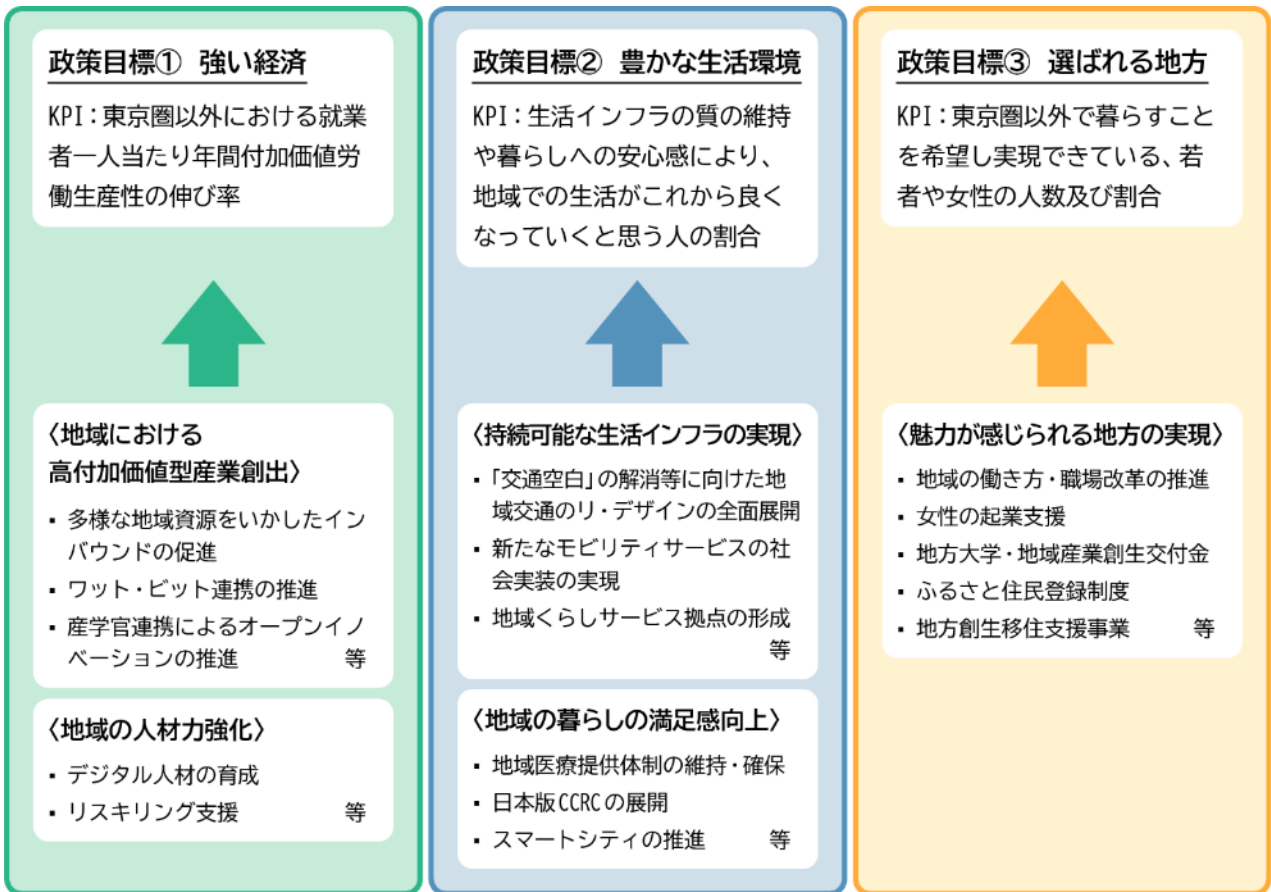 政策目標① 強い経済
KPI：東京圏以外における就業
者一人当たり年間付加価値労
働生産性の伸び率
〈地域における
高付加価値型産業創出〉
▪ 多様な地域資源をいかしたイン
バウンドの促進
▪ ワット・ビット連携の推進
▪ 産学官連携によるオープンイノ
ベーションの推進 等
〈地域の人材力強化〉
▪ デジタル人材の育成
▪ リスキリング支援 等
政策目標② 豊かな生活環境
KPI：生活インフラの質の維持
や暮らしへの安心感により、
地域での生活がこれから良く
なっていくと思う人の割合
〈持続可能な生活インフラの実現〉
▪ 「交通空白」の解消等に向けた地
域交通のリ・デザインの全面展開
▪ 新たなモビリティサービスの社
会実装の実現
▪ 地域くらしサービス拠点の形成
等
〈地域の暮らしの満足感向上〉
▪ 地域医療提供体制の維持・確保
▪ 日本版CCRCの展開
▪ スマートシティの推進 等
政策目標③ 選ばれる地方
KPI：東京圏以外で暮らすこと
を希望し実現できている、若
者や女性の人数及び割合
〈魅力が感じられる地方の実現〉
▪ 地域の働き方・職場改革の推進
▪ 女性の起業支援
▪ 地方大学・地域産業創生交付金
▪ ふるさと住民登録制度
▪ 地方創生移住支援事業 等